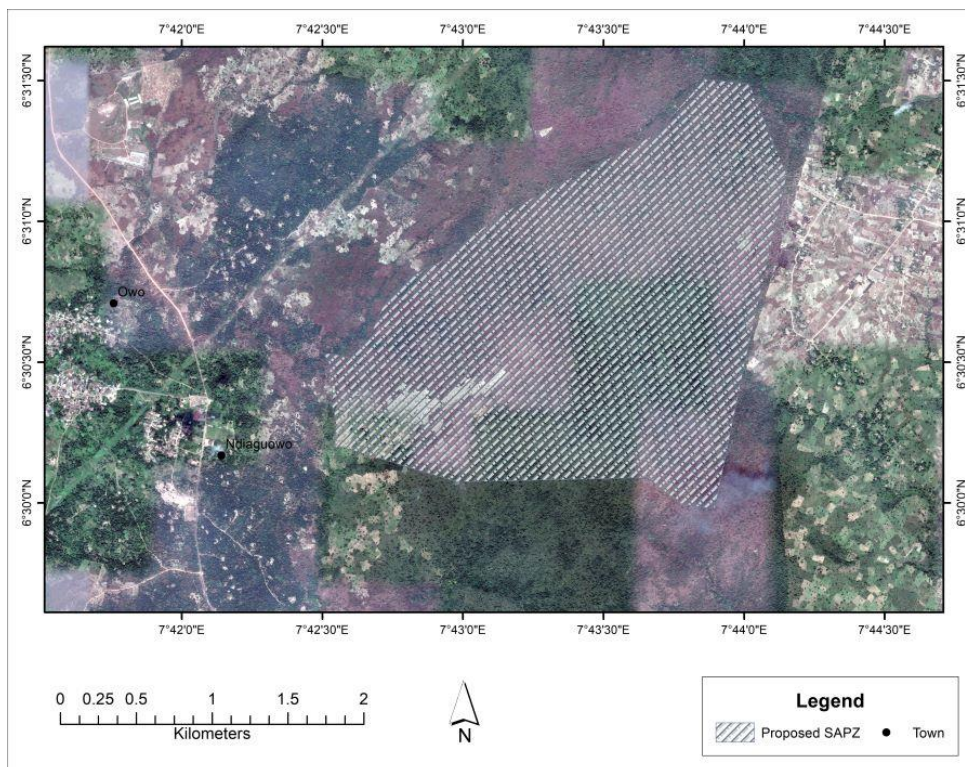 7°42'0"E 7°42'30"E 7°43'0"E 7°43'30"E 7°44'0"E 7°44'30"E
6°31'30"N 6°31'30"N
6°31'0"N 6°31'0"N
Owo
6°30'30"N 6°30'30"N
Ndiaguowo
6°30'0"N 6°30'0"N
7°42'0"E 7°42'30"E 7°43'0"E 7°43'30"E 7°44'0"E 7°44'30"E
0 0.25 0.5 1 1.5 2
Kilometers
N
Legend
Proposed SAPZ Town